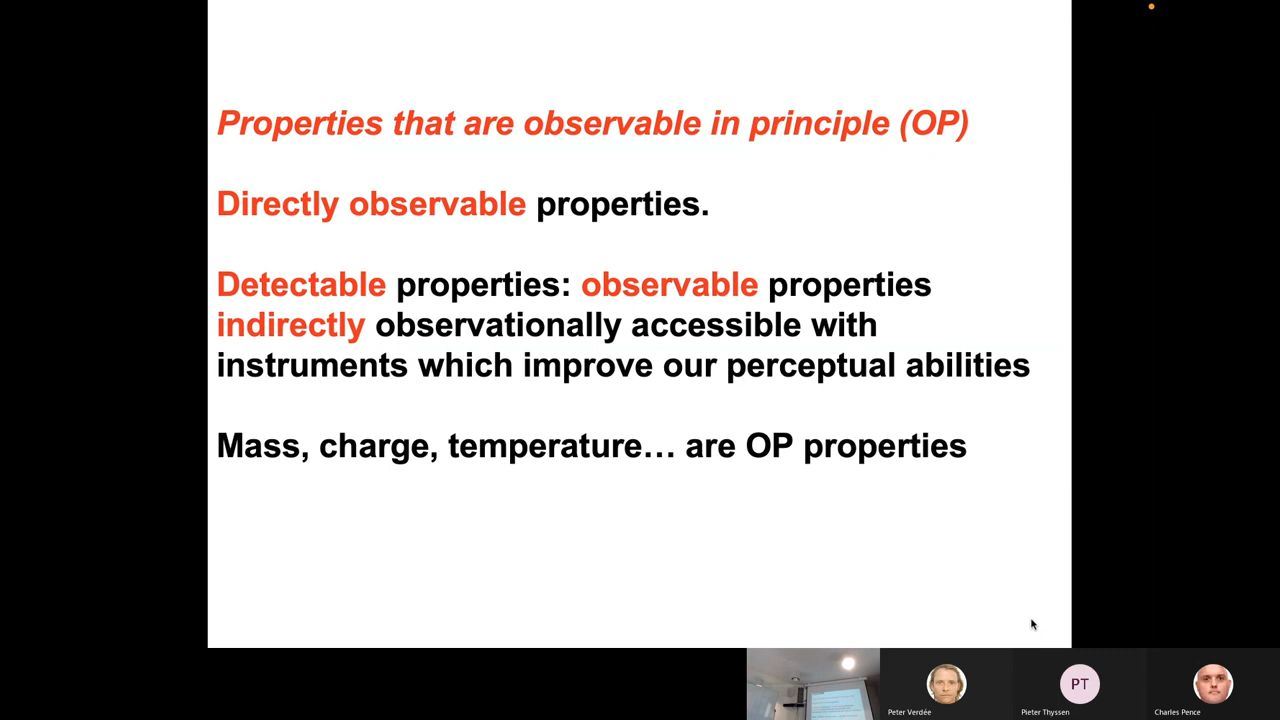 Properties that are observable in principle (OP)
Directly observable properties.
Detectable properties: observable properties
indirectly observationally accessible with
instruments which improve our perceptual abilities
Mass, charge, temperature… are OP properties
PT
Peter Verdée
Pieter Thyssen
Charles Pence